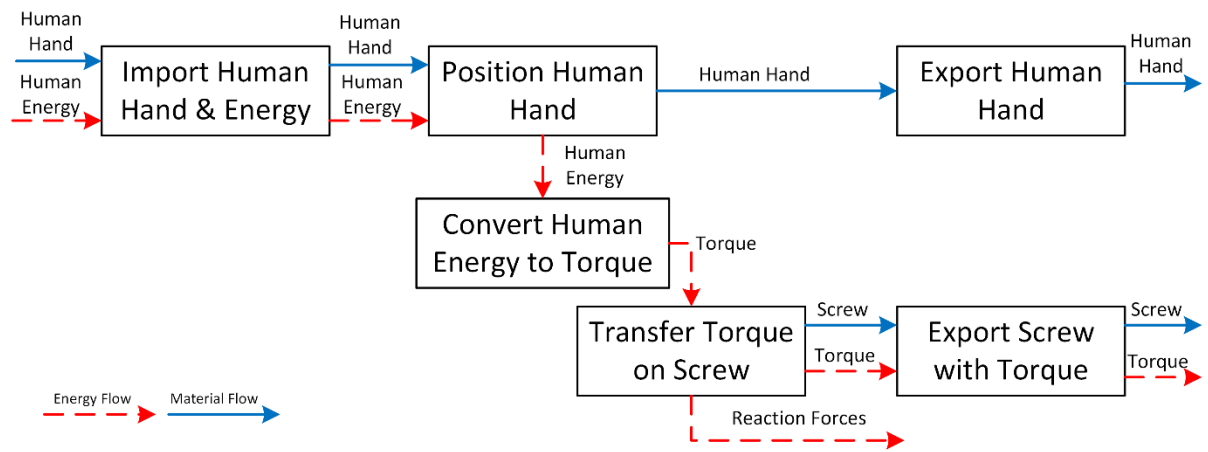 Human
Hand
Human
Energy
Import Human
Hand & Energy
Human
Hand
Human
Energy
Position Human
Hand
Human Hand
Export Human
Hand
Human
Hand
Human
Energy
Convert Human
Energy to Torque
Torque
Transfer Torque
on Screw
Screw
Torque
Export Screw
with Torque
Screw
Torque
Reaction Forces
Energy Flow
Material Flow